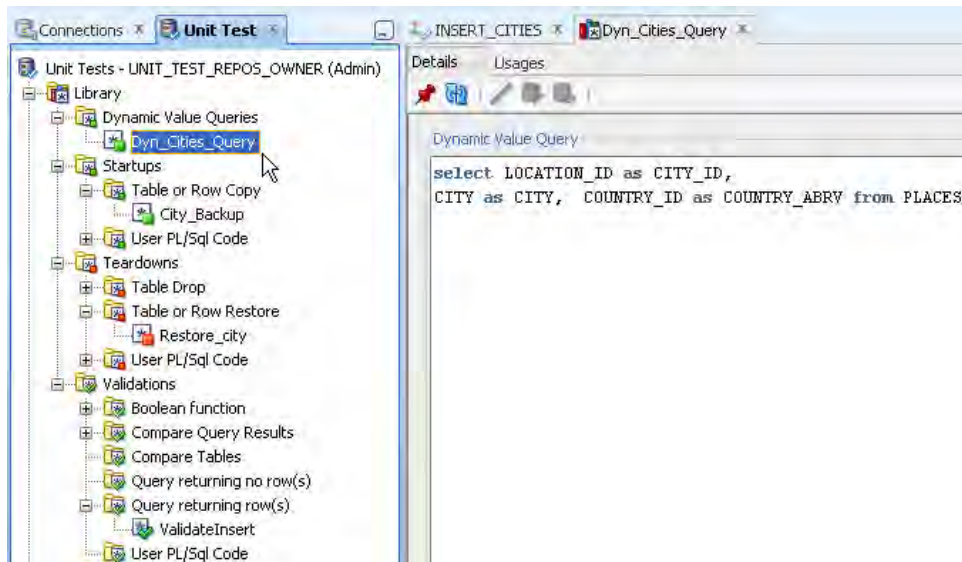 Connections
Unit Test
Unit Tests - UNIT_TEST_REPOS_OWNER (Admin)
Library
Dynamic Value Queries
Dyn_Cities_Query
Startups
Table or Row Copy
City_Backup
User PL/Sql Code
Teardowns
Table Drop
Table or Row Restore
Restore_city
User PL/Sql Code
Validations
Boolean function
Compare Query Results
Compare Tables
Query returning no row(s)
Query returning row(s)
ValidateInsert
User PL/Sql Code
INSERT_CITIES
Dyn_Cities_Query
Details
Usages
Dynamic Value Query
select LOCATION_ID as CITY_ID,
CITY as CITY, COUNTRY_ID as COUNTRY_ABRV from PLACES